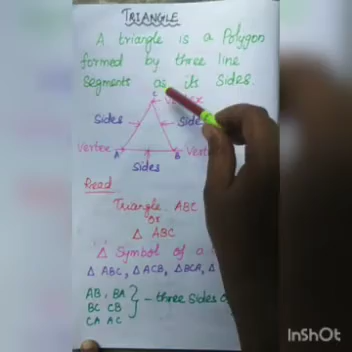 TRIANGLE
A triangle is a Polygon
formed by three line
Segments as its Sides.
C
Vertex
Sides
Sides
Vertex A
B
Sides
Read
Triangle ABC
or
Δ ABC
"Δ" Symbol of a
Δ ABC, Δ ACB, Δ BCA, Δ
AB, BA
BC CB
CA AC
- three Sides
InShOt